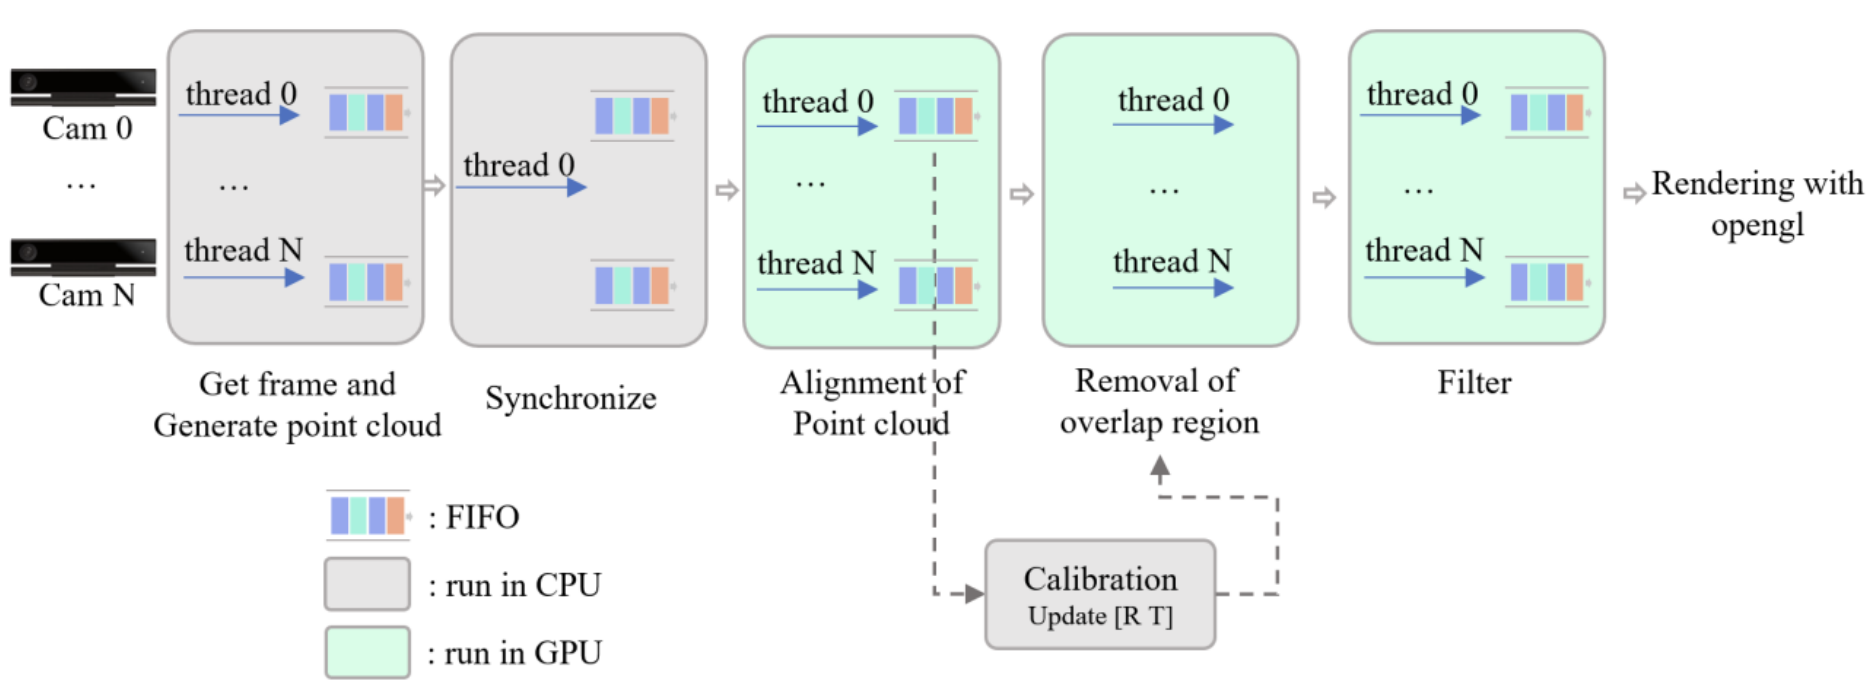 Cam 0
…
Cam N
thread 0
…
thread N
Get frame and
Generate point cloud
thread 0
Synchronize
thread 0
…
thread N
Alignment of
Point cloud
thread 0
…
thread N
Removal of
overlap region
thread 0
…
thread N
Filter
Rendering with
opengl
: FIFO
: run in CPU
: run in GPU
Calibration
Update [R T]